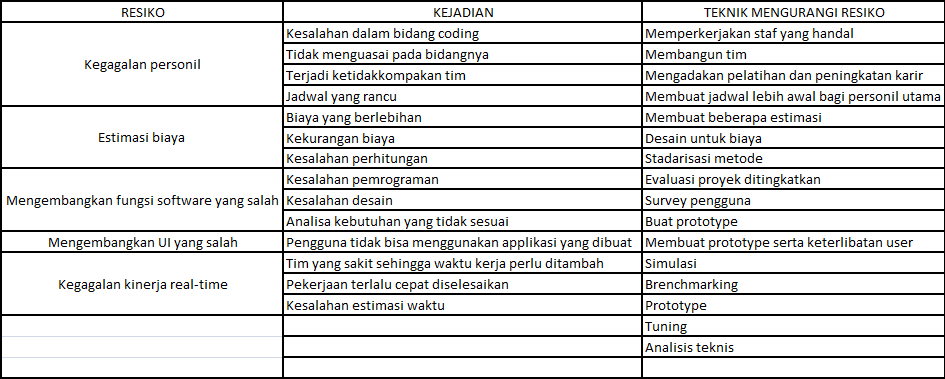 RESIKO KEJADIAN TEKNIK MENGURANGI RESIKO
Kegagalan personil
Kesalahan dalam bidang coding Memperkerjakan staf yang handal
Tidak menguasai pada bidangnya Membangun tim
Terjadi ketidakkompakan tim Mengadakan pelatihan dan peningkatan karir
Jadwal yang rancu Membuat jadwal lebih awal bagi personil utama
Estimasi biaya
Biaya yang berlebihan Membuat beberapa estimasi
Kekurangan biaya Desain untuk biaya
Kesalahan perhitungan Stadarisasi metode
Mengembangkan fungsi software yang salah
Kesalahan pemrograman Evaluasi proyek ditingkatkan
Kesalahan desain Survey pengguna
Analisa kebutuhan yang tidak sesuai Buat prototype
Mengembangkan UI yang salah Pengguna tidak bisa menggunakan applikasi yang dibuat Membuat prototype serta keterlibatan user
Kegagalan kinerja real-time
Tim yang sakit sehingga waktu kerja perlu ditambah Simulasi
Pekerjaan terlalu cepat diselesaikan Brenchmarking
Kesalahan estimasi waktu Prototype
Tuning
Analisis teknis